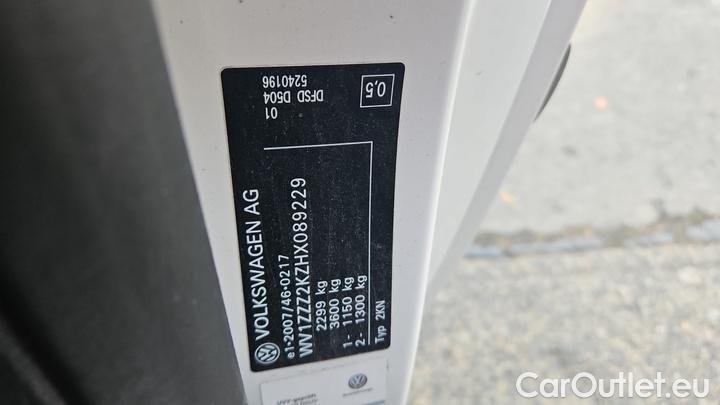 VOLKSWAGEN AG
e1*2007/46*0217
WV1ZZZ2KZHX089229
2299 kg
3600 kg
1 - 1150 kg
2 - 1300 kg
Typ 2KN
01
DFSD D504
5240196
0,5
CarOutlet.eu